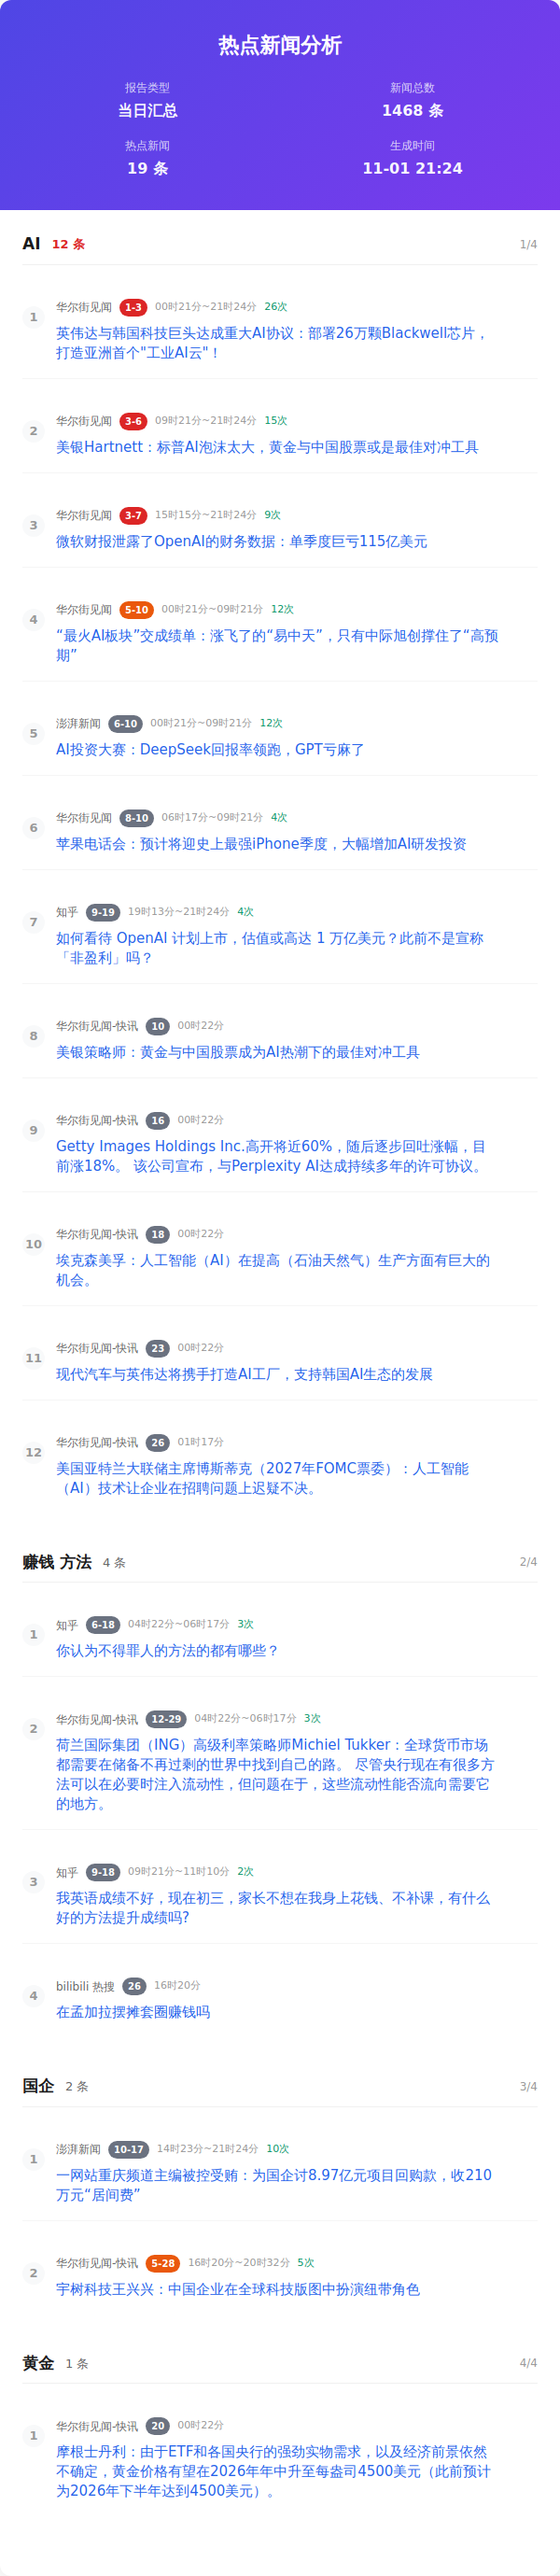 热点新闻分析
报告类型
当日汇总
新闻总数
1468 条
热点新闻
19 条
生成时间
11-01 21:24
AI 12 条 1/4
1
华尔街见闻 1-3 00时21分~21时24分 26次
英伟达与韩国科技巨头达成重大AI协议：部署26万颗Blackwell芯片，
打造亚洲首个"工业AI云"！
2
华尔街见闻 3-6 09时21分~21时24分 15次
美银Hartnett：标普AI泡沫太大，黄金与中国股票或是最佳对冲工具
3
华尔街见闻 3-7 15时15分~21时24分 9次
微软财报泄露了OpenAI的财务数据：单季度巨亏115亿美元
4
华尔街见闻 5-10 00时21分~09时21分 12次
“最火AI板块”交成绩单：涨飞了的“易中天”，只有中际旭创撑住了“高预
期”
5
澎湃新闻 6-10 00时21分~09时21分 12次
AI投资大赛：DeepSeek回报率领跑，GPT亏麻了
6
华尔街见闻 8-10 06时17分~09时21分 4次
苹果电话会：预计将迎史上最强iPhone季度，大幅增加AI研发投资
7
知乎 9-19 19时13分~21时24分 4次
如何看待 OpenAI 计划上市，估值或高达 1 万亿美元？此前不是宣称
「非盈利」吗？
8
华尔街见闻-快讯 10 00时22分
美银策略师：黄金与中国股票成为AI热潮下的最佳对冲工具
9
华尔街见闻-快讯 16 00时22分
Getty Images Holdings Inc.高开将近60%，随后逐步回吐涨幅，目
前涨18%。 该公司宣布，与Perplexity AI达成持续多年的许可协议。
10
华尔街见闻-快讯 18 00时22分
埃克森美孚：人工智能（AI）在提高（石油天然气）生产方面有巨大的
机会。
11
华尔街见闻-快讯 23 00时22分
现代汽车与英伟达将携手打造AI工厂，支持韩国AI生态的发展
12
华尔街见闻-快讯 26 01时17分
美国亚特兰大联储主席博斯蒂克（2027年FOMC票委）：人工智能
（AI）技术让企业在招聘问题上迟疑不决。
赚钱 方法 4 条 2/4
1
知乎 6-18 04时22分~06时17分 3次
你认为不得罪人的方法的都有哪些？
2
华尔街见闻-快讯 12-29 04时22分~06时17分 3次
荷兰国际集团（ING）高级利率策略师Michiel Tukker：全球货币市场
都需要在储备不再过剩的世界中找到自己的路。 尽管央行现在有很多方
法可以在必要时注入流动性，但问题在于，这些流动性能否流向需要它
的地方。
3
知乎 9-18 09时21分~11时10分 2次
我英语成绩不好，现在初三，家长不想在我身上花钱、不补课，有什么
好的方法提升成绩吗?
4
bilibili 热搜 26 16时20分
在孟加拉摆摊套圈赚钱吗
国企 2 条 3/4
1
澎湃新闻 10-17 14时23分~21时24分 10次
一网站重庆频道主编被控受贿：为国企讨8.97亿元项目回购款，收210
万元“居间费”
2
华尔街见闻-快讯 5-28 16时20分~20时32分 5次
宇树科技王兴兴：中国企业在全球科技版图中扮演纽带角色
黄金 1 条 4/4
1
华尔街见闻-快讯 20 00时22分
摩根士丹利：由于ETF和各国央行的强劲实物需求，以及经济前景依然
不确定，黄金价格有望在2026年年中升至每盎司4500美元（此前预计
为2026年下半年达到4500美元）。